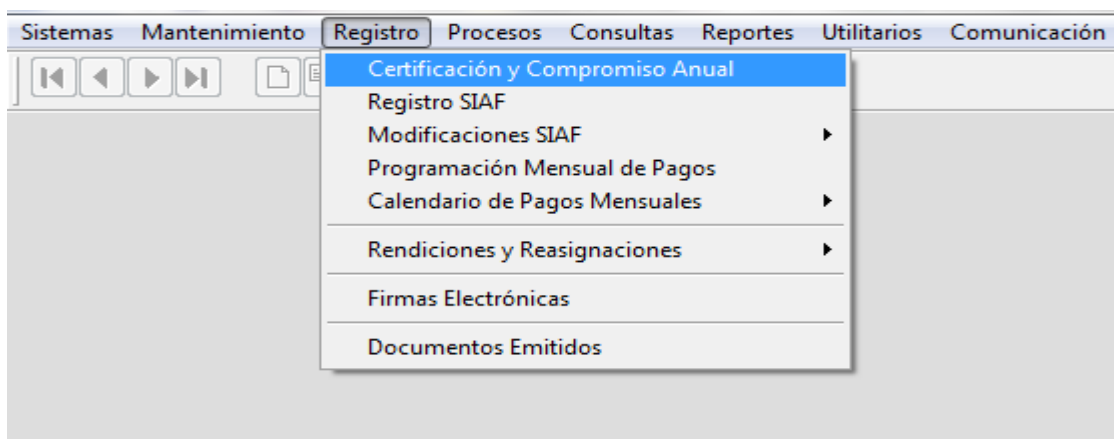 Sistemas Mantenimiento Registro Procesos Consultas Reportes Utilitarios Comunicación
Certificación y Compromiso Anual
Registro SIAF
Modificaciones SIAF
Programación Mensual de Pagos
Calendario de Pagos Mensuales
Rendiciones y Reasignaciones
Firmas Electrónicas
Documentos Emitidos